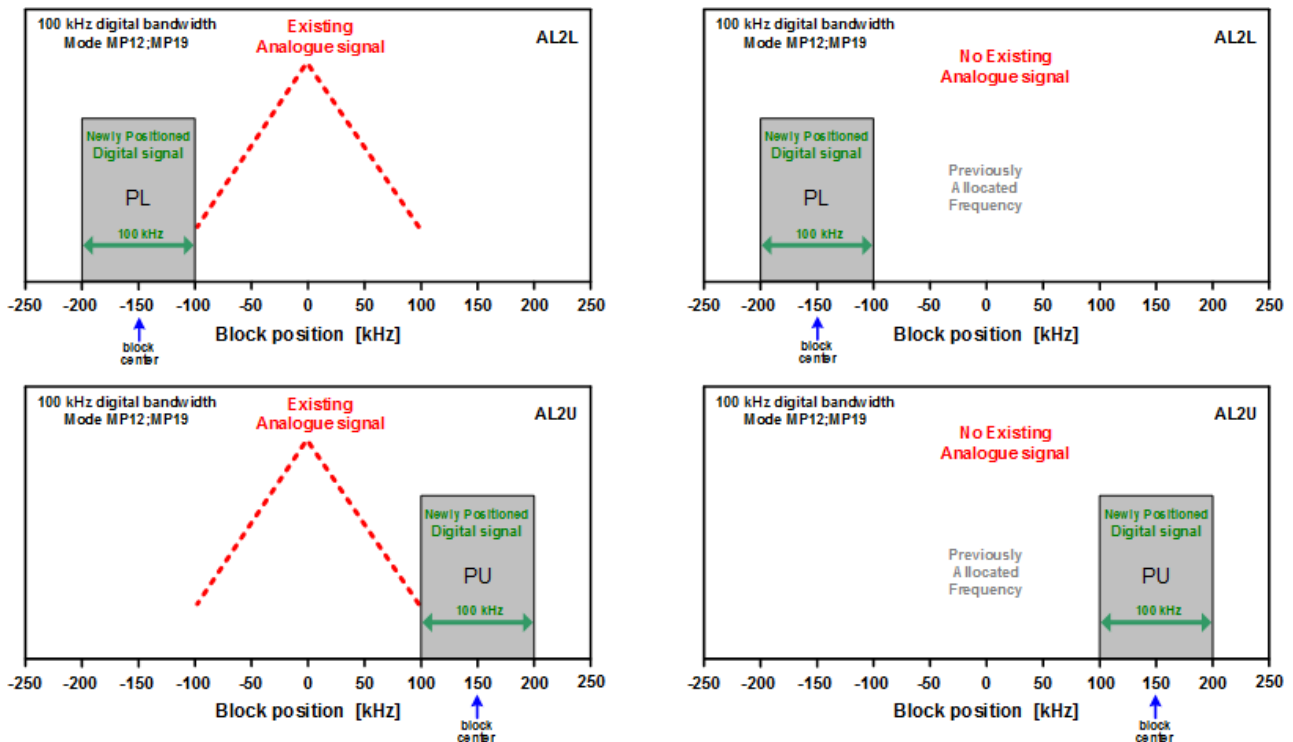 100 kHz digital bandwidth
Mode MP12;MP19
Existing
Analogue signal
AL2L
Newly Positioned
Digital signal
PL
100 kHz
-250 -200 -150 -100 -50 0 50 100 150 200 250
Block position [kHz]
block
center
100 kHz digital bandwidth
Mode MP12;MP19
No Existing
Analogue signal
AL2L
Newly Positioned
Digital signal
PL
100 kHz
Previously
Allocated
Frequency
-250 -200 -150 -100 -50 0 50 100 150 200 250
Block position [kHz]
block
center
100 kHz digital bandwidth
Mode MP12;MP19
Existing
Analogue signal
AL2U
Newly Positioned
Digital signal
PU
100 kHz
-250 -200 -150 -100 -50 0 50 100 150 200 250
Block position [kHz]
block
center
100 kHz digital bandwidth
Mode MP12;MP19
No Existing
Analogue signal
AL2U
Previously
Allocated
Frequency
Newly Positioned
Digital signal
PU
100 kHz
-250 -200 -150 -100 -50 0 50 100 150 200 250
Block position [kHz]
block
center